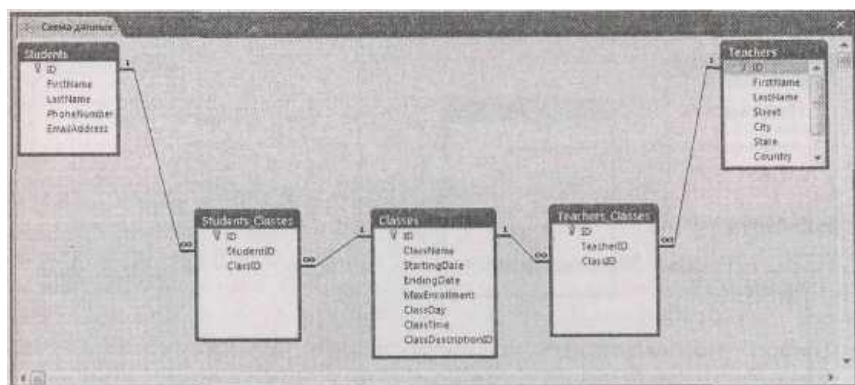 Схема данных
Students
ID
FirstName
LastName
PhoneNumber
EmailAddress
1
∞
Students_Classes
ID
StudentID
ClassID
∞
1
Classes
ID
ClassName
StartingDate
EndingDate
MaxEnrollment
ClassDay
ClassTime
ClassDescriptionID
1
∞
Teachers_Classes
ID
TeacherID
ClassID
∞
1
Teachers
ID
FirstName
LastName
Street
City
State
Country